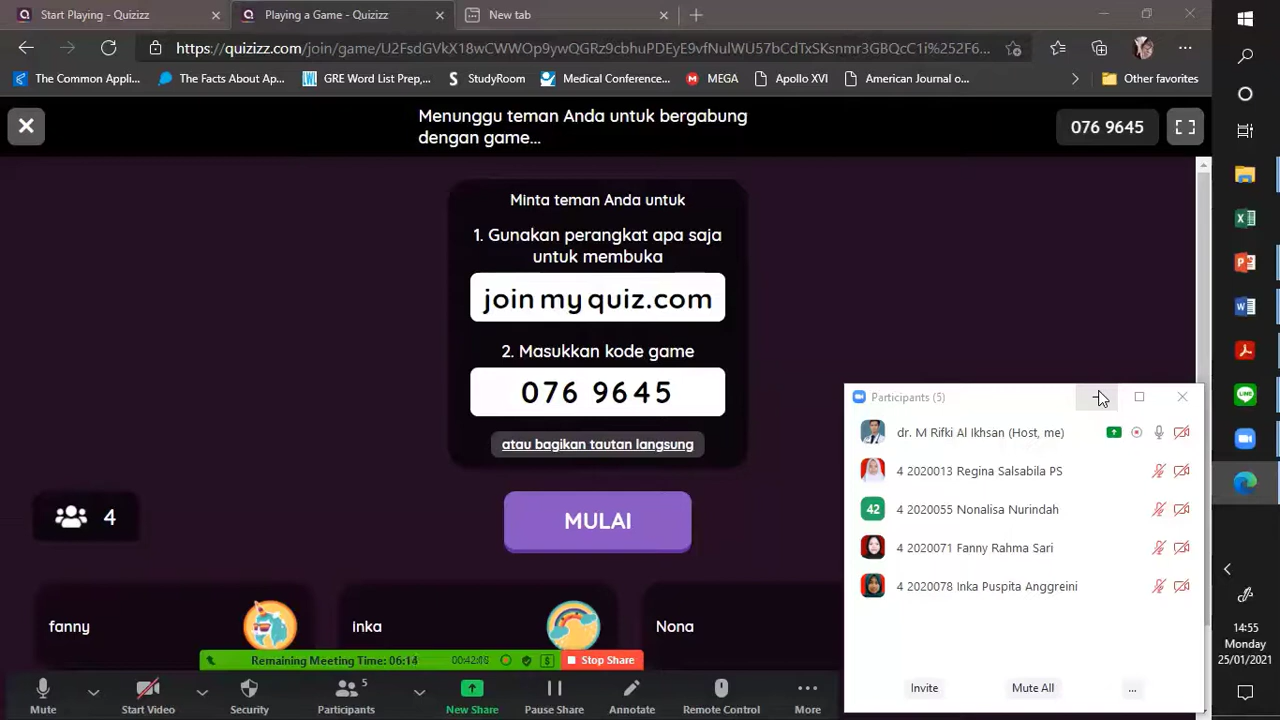 Start Playing - Quizizz
Playing a Game - Quizizz
New tab
https://quizizz.com/join/game/U2FsdGVkX18wCWWOp9ywQGRz9cbhuPDEyE9vfNulWU57bCdTxSKsnmr3GBQcC1i%252F6...
The Common Appli...
The Facts About Ap...
GRE Word List Prep,...
StudyRoom
Medical Conference...
MEGA
Apollo XVI
American Journal o...
Other favorites
Menunggu teman Anda untuk bergabung
dengan game...
076 9645
Minta teman Anda untuk
1. Gunakan perangkat apa saja
untuk membuka
joinmyquiz.com
2. Masukkan kode game
076 9645
atau bagikan tautan langsung
4
MULAI
fanny
inka
Nona
Participants (5)
dr. M Rifki Al Ikhsan (Host, me)
4 2020013 Regina Salsabila PS
42
4 2020055 Nonalisa Nurindah
4 2020071 Fanny Rahma Sari
4 2020078 Inka Puspita Anggreini
Invite
Mute All
...
Remaining Meeting Time: 06:14
Stop Share
Mute
Start Video
Security
5
Participants
New Share
Pause Share
Annotate
Remote Control
More
14:55
Monday
25/01/2021